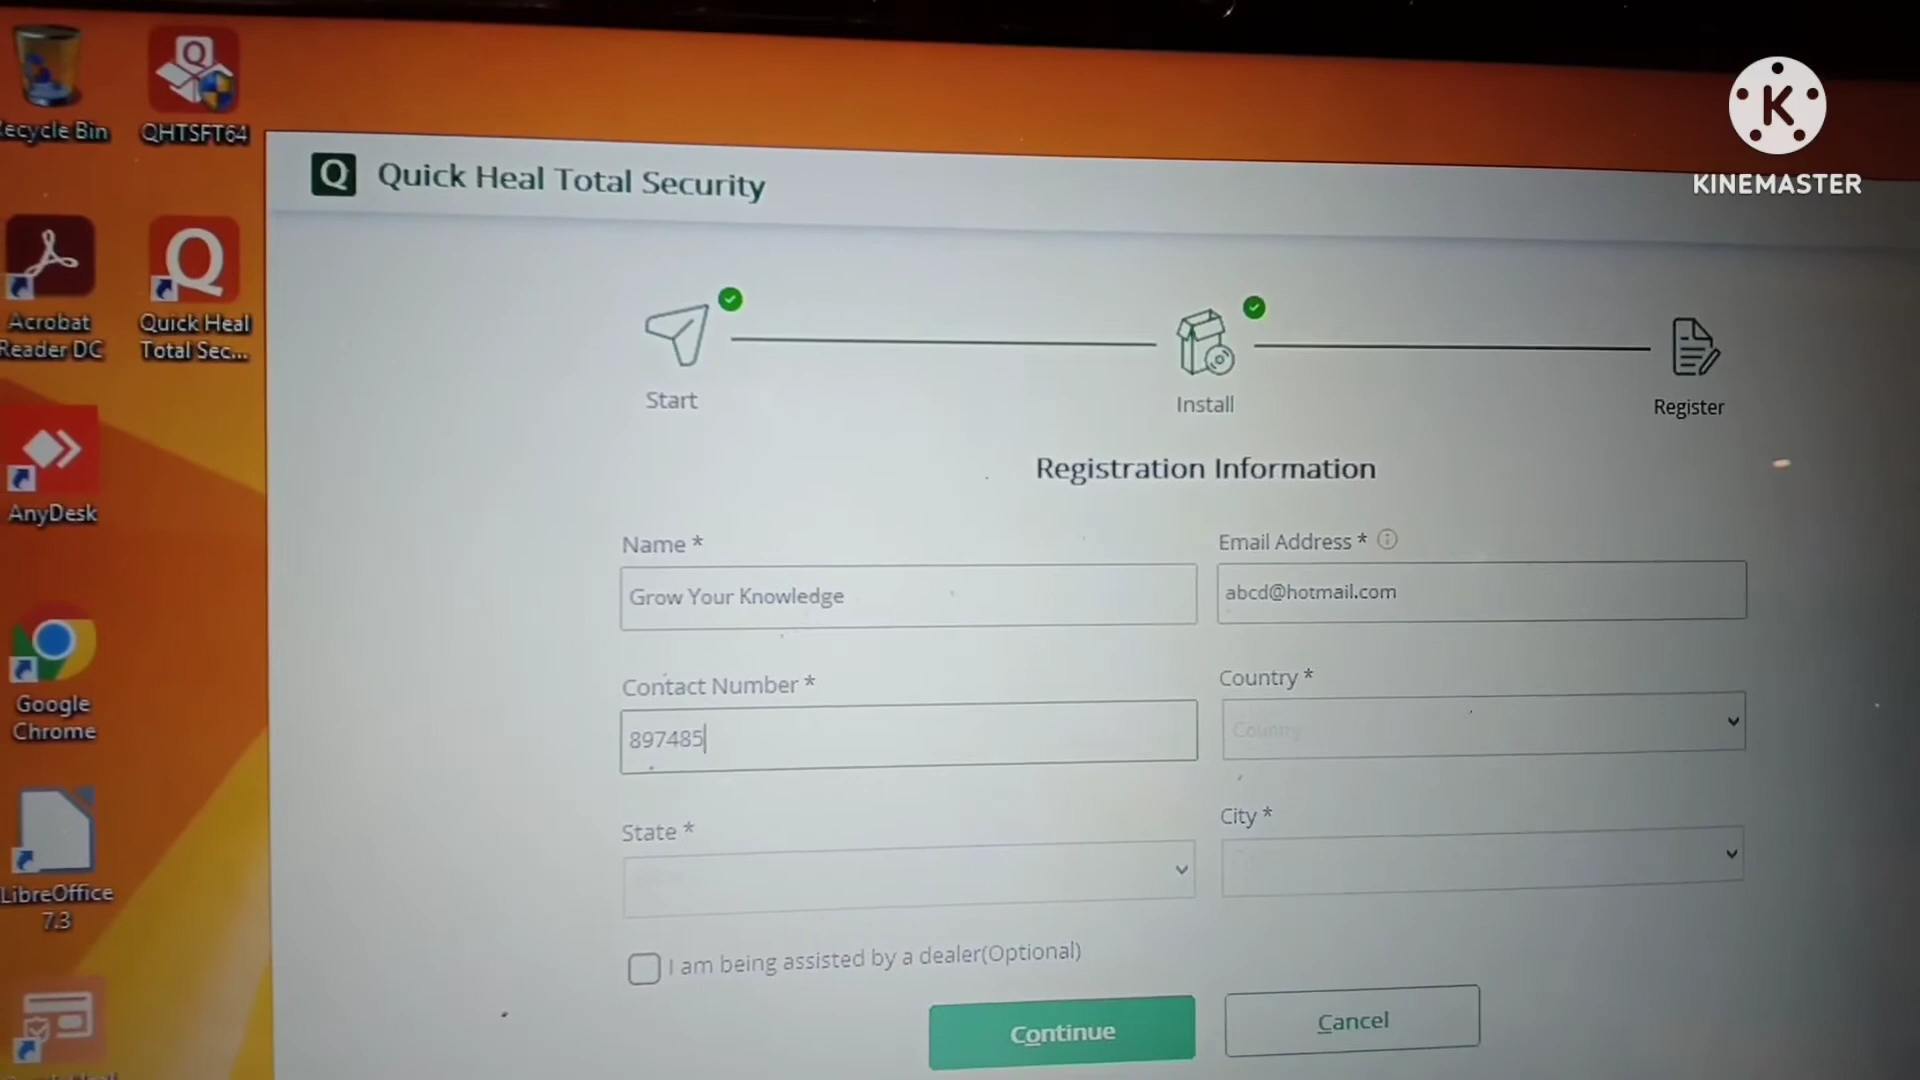 Recycle Bin
QHTSFT64
K
KINEMASTER
Q Quick Heal Total Security
Acrobat
Reader DC
Q
Quick Heal
Total Sec...
Start
Install
Register
Registration Information
AnyDesk
Name *
Email Address *
Grow Your Knowledge
abcd@hotmail.com
Google
Chrome
Contact Number *
Country *
897485
Country
State *
City *
LibreOffice
7.3
I am being assisted by a dealer(Optional)
Continue
Cancel